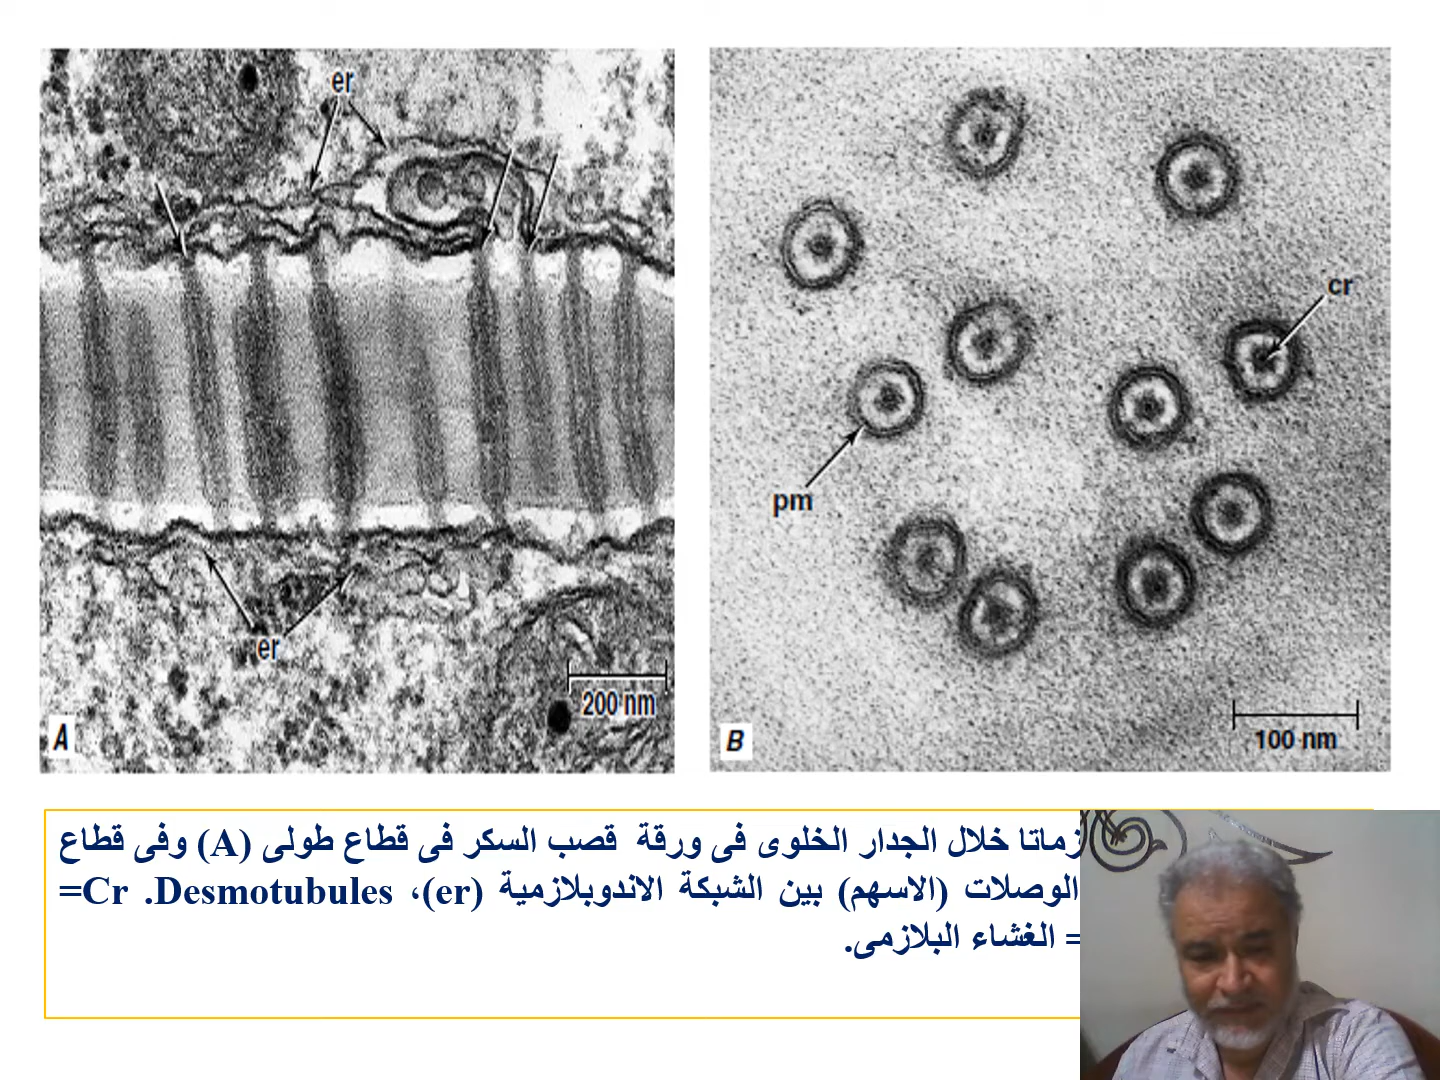 er
er
200 nm
A
cr
pm
100 nm
B
خلال الجدار الخلوى فى ورقة قصب السكر فى قطاع طولى (A) وفى قطاع
الوصلات (الاسهم) بين الشبكة الاندوبلازمية (er)، Desmotubules. Cr=
= الغشاء البلازمى.